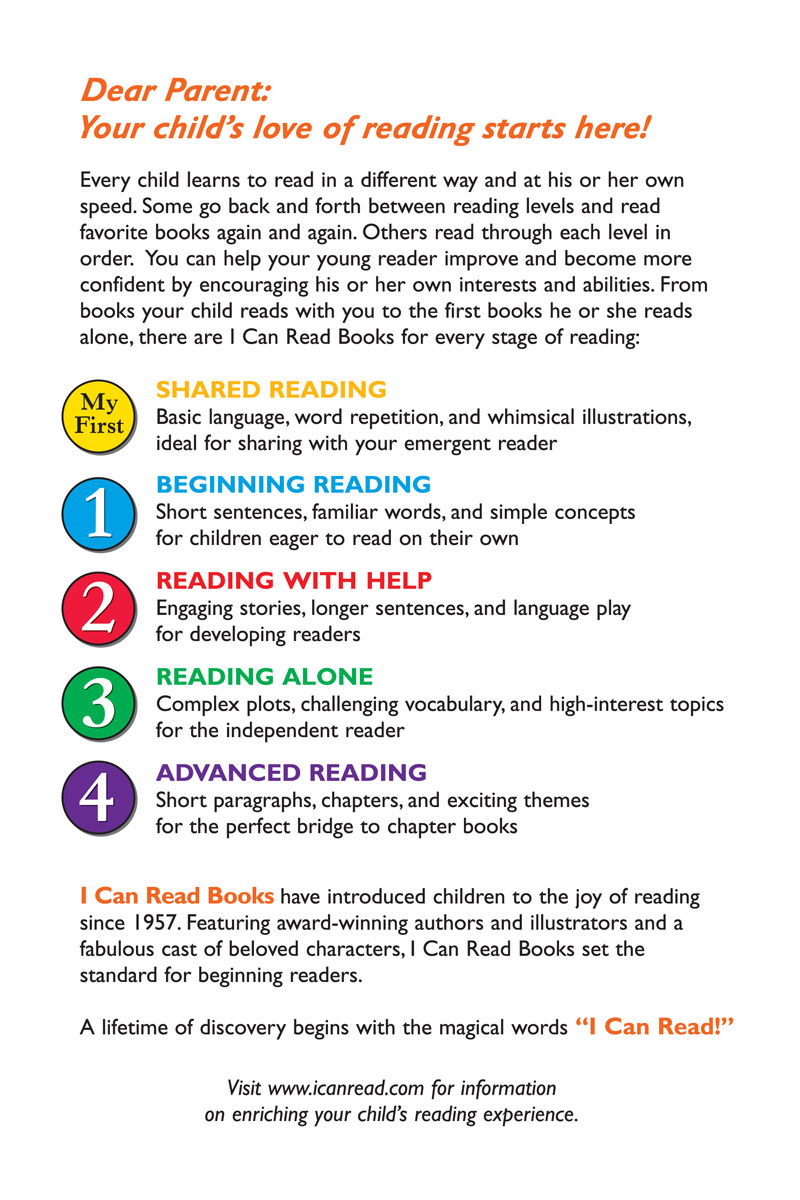 Dear Parent:
Your child's love of reading starts here!
Every child learns to read in a different way and at his or her own
speed. Some go back and forth between reading levels and read
favorite books again and again. Others read through each level in
order.  You can help your young reader improve and become more
confident by encouraging his or her own interests and abilities. From
books your child reads with you to the first books he or she reads
alone, there are I Can Read Books for every stage of reading:
My
First
SHARED READING
Basic language, word repetition, and whimsical illustrations,
ideal for sharing with your emergent reader
1
BEGINNING READING
Short sentences, familiar words, and simple concepts
for children eager to read on their own
2
READING WITH HELP
Engaging stories, longer sentences, and language play
for developing readers
3
READING ALONE
Complex plots, challenging vocabulary, and high-interest topics
for the independent reader
4
ADVANCED READING
Short paragraphs, chapters, and exciting themes
for the perfect bridge to chapter books
I Can Read Books have introduced children to the joy of reading
since 1957. Featuring award-winning authors and illustrators and a
fabulous cast of beloved characters, I Can Read Books set the
standard for beginning readers.
A lifetime of discovery begins with the magical words “I Can Read!”
Visit www.icanread.com for information
on enriching your child's reading experience.